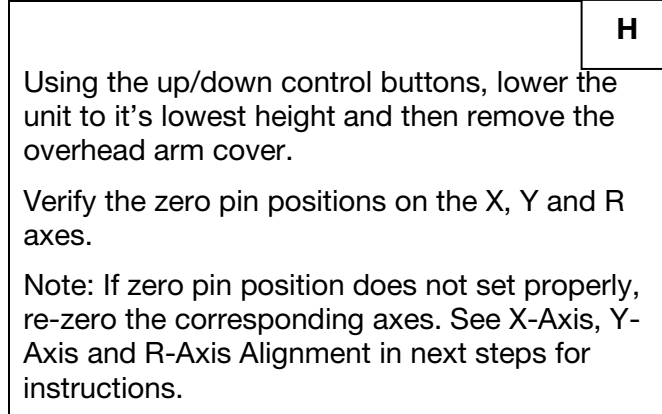 H
Using the up/down control buttons, lower the
unit to it's lowest height and then remove the
overhead arm cover.
Verify the zero pin positions on the X, Y and R
axes.
Note: If zero pin position does not set properly,
re-zero the corresponding axes. See X-Axis, Y-
Axis and R-Axis Alignment in next steps for
instructions.